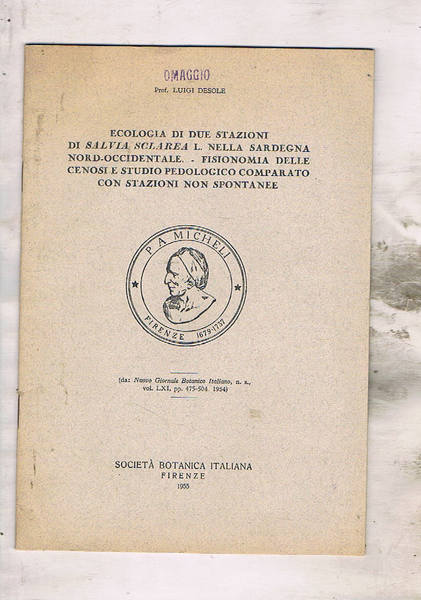 OMAGGIO
Prof. LUIGI DESOLE
ECOLOGIA DI DUE STAZIONI
DI SALVIA SCLAREA L. NELLA SARDEGNA
NORD-OCCIDENTALE. - FISIONOMIA DELLE
CENOSI E STUDIO PEDOLOGICO COMPARATO
CON STAZIONI NON SPONTANEE
P. A. MICHELI
FIRENZE 1679-1737
(da: Nuovo Giornale Botanico Italiano, n. s.,
vol. LXI, pp. 475-504, 1954)
SOCIETÀ BOTANICA ITALIANA
FIRENZE
1955